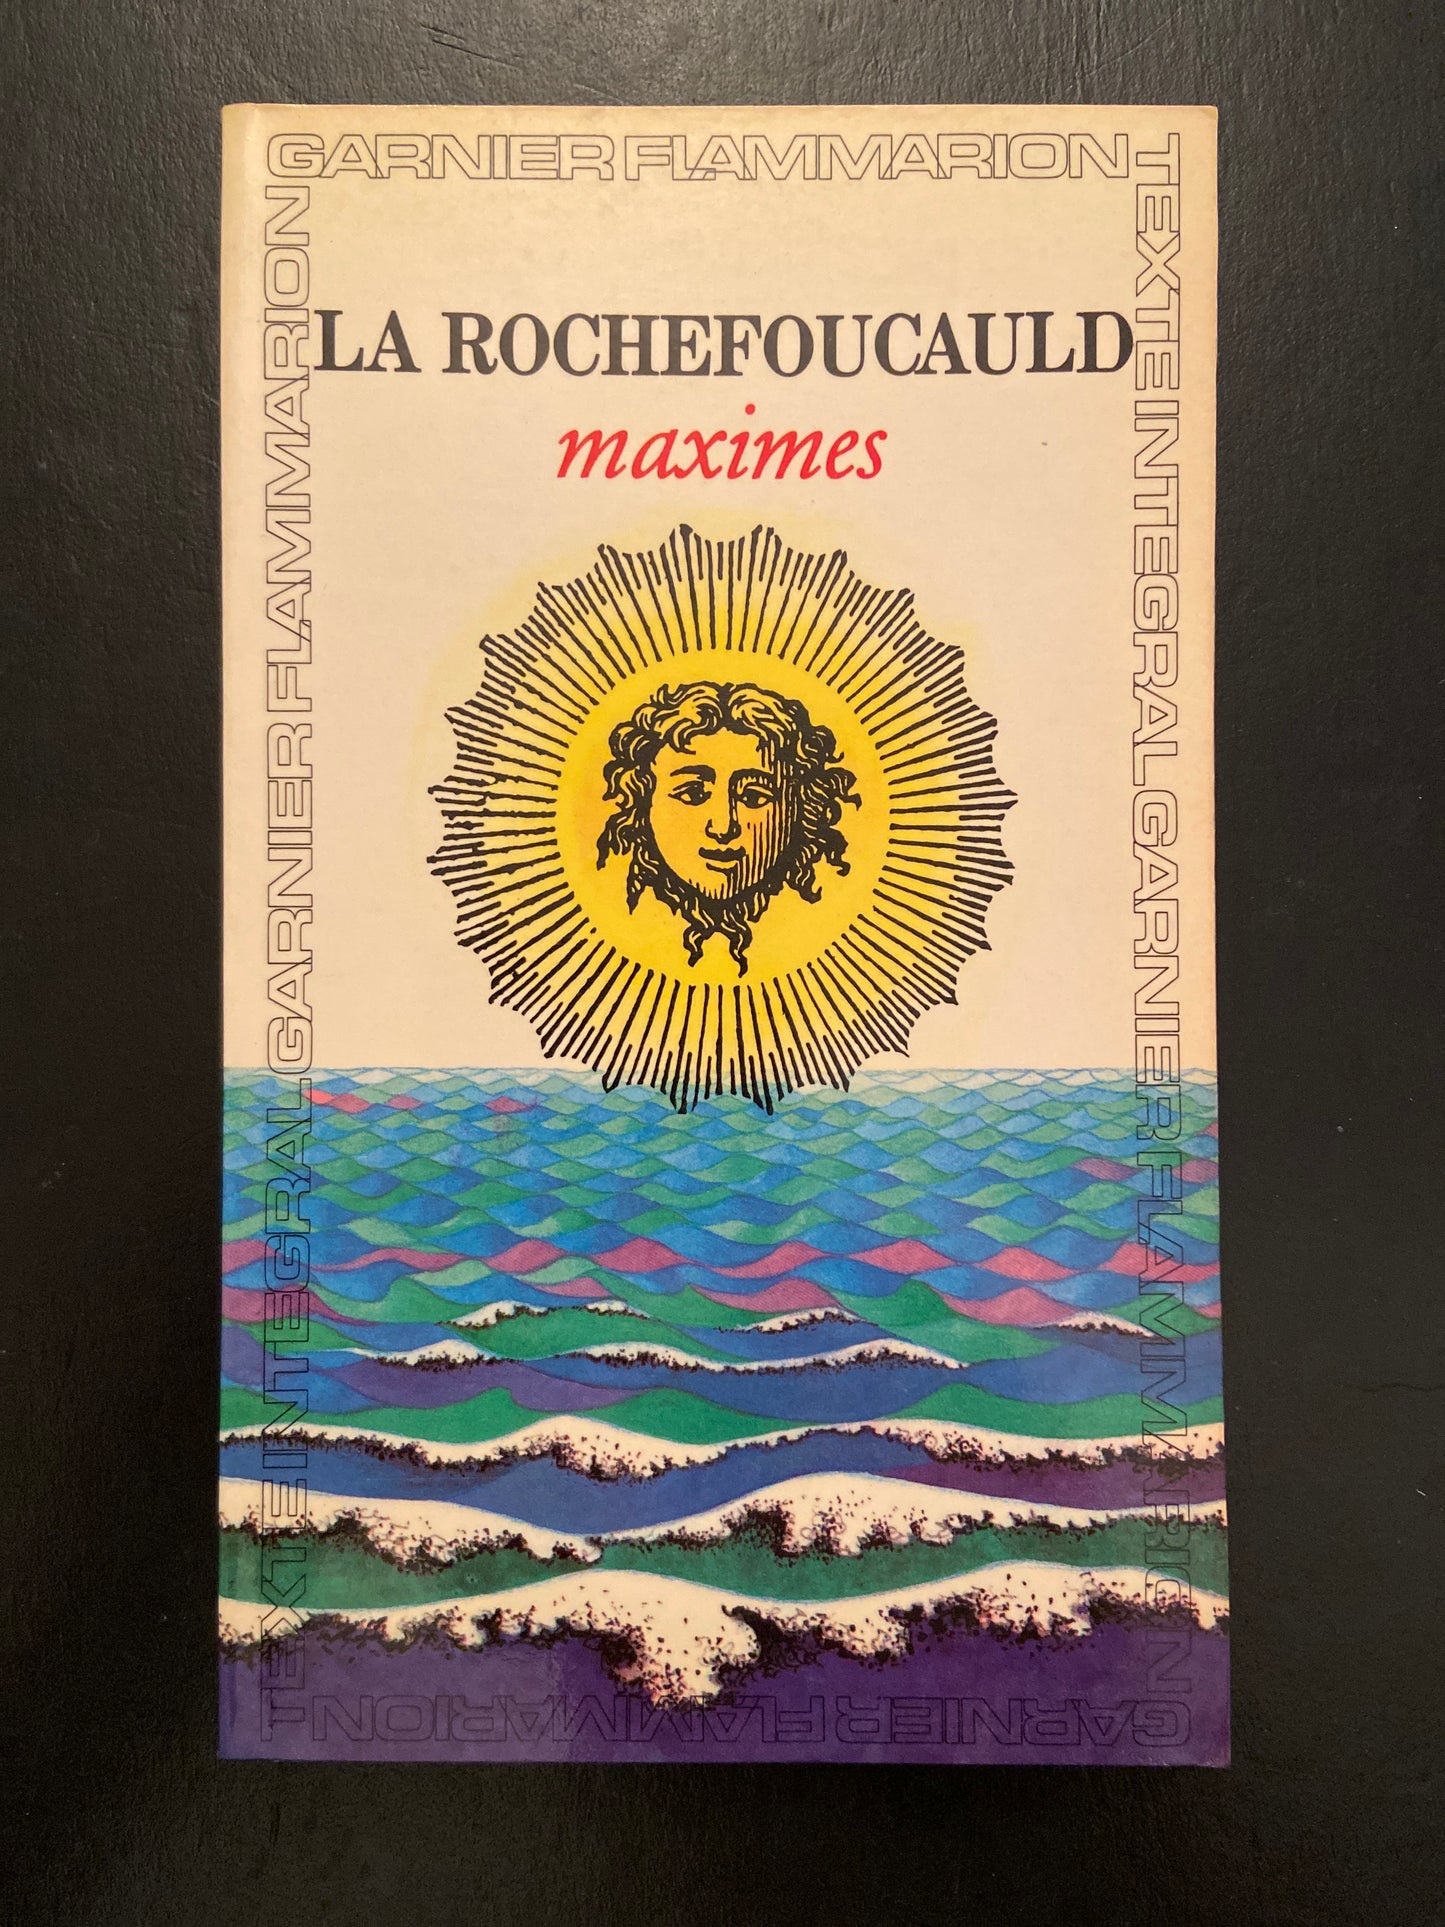 GARNIER FLAMMARION
TEXTE INTEGRAL GARNIER FLAMMARION
GARNIER FLAMMARION
TEXTE INTEGRAL GARNIER FLAMMARION
LA ROCHEFOUCAULD
maximes